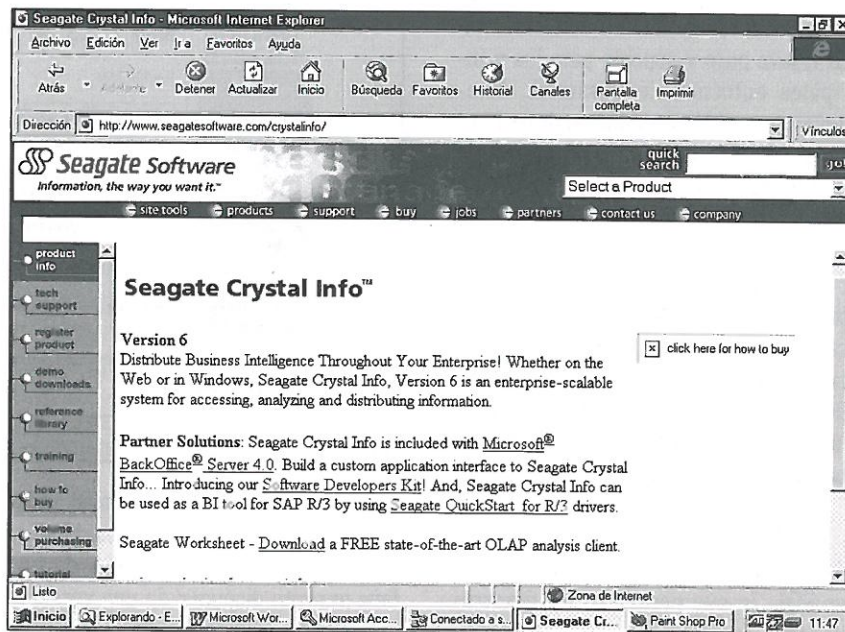 Seagate Crystal Info - Microsoft Internet Explorer
Archivo Edición Ver Ir a Favoritos Ayuda
Atrás Adelante Detener Actualizar Inicio Búsqueda Favoritos Historial Canales Pantalla completa Imprimir
Dirección http://www.seagatesoftware.com/crystalinfo/ Vínculos
Seagate Software
Information, the way you want it.™
quick search go!
Select a Product
site tools products support buy jobs partners contact us company
product info
tech support
register product
demo downloads
reference library
training
how to buy
volume purchasing
tutorial
Seagate Crystal Info™
Version 6
Distribute Business Intelligence Throughout Your Enterprise! Whether on the
Web or in Windows, Seagate Crystal Info, Version 6 is an enterprise-scalable
system for accessing, analyzing and distributing information.
click here for how to buy
Partner Solutions: Seagate Crystal Info is included with Microsoft®
BackOffice® Server 4.0. Build a custom application interface to Seagate Crystal
Info... Introducing our Software Developers Kit! And, Seagate Crystal Info can
be used as a BI tool for SAP R/3 by using Seagate QuickStart for R/3 drivers.
Seagate Worksheet - Download a FREE state-of-the-art OLAP analysis client.
Listo Zona de Internet
Inicio Explorando - E... Microsoft Wor... Microsoft Acc... Conectado a s... Seagate Cr... Paint Shop Pro 11:47